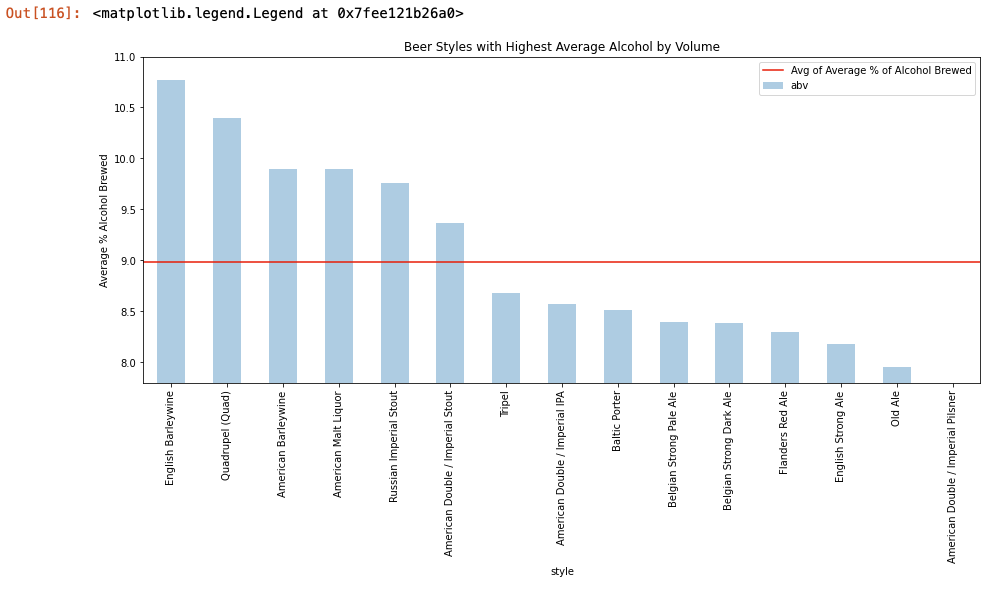 Out[116]: <matplotlib.legend.Legend at 0x7fee121b26a0>
Beer Styles with Highest Average Alcohol by Volume
Avg of Average % of Alcohol Brewed
abv
Average % Alcohol Brewed
11.0
10.5
10.0
9.5
9.0
8.5
8.0
English Barleywine
Quadrupel (Quad)
American Barleywine
American Malt Liquor
Russian Imperial Stout
American Double / Imperial Stout
Tripel
American Double / Imperial IPA
Baltic Porter
Belgian Strong Pale Ale
Belgian Strong Dark Ale
Flanders Red Ale
English Strong Ale
Old Ale
American Double / Imperial Pilsner
style